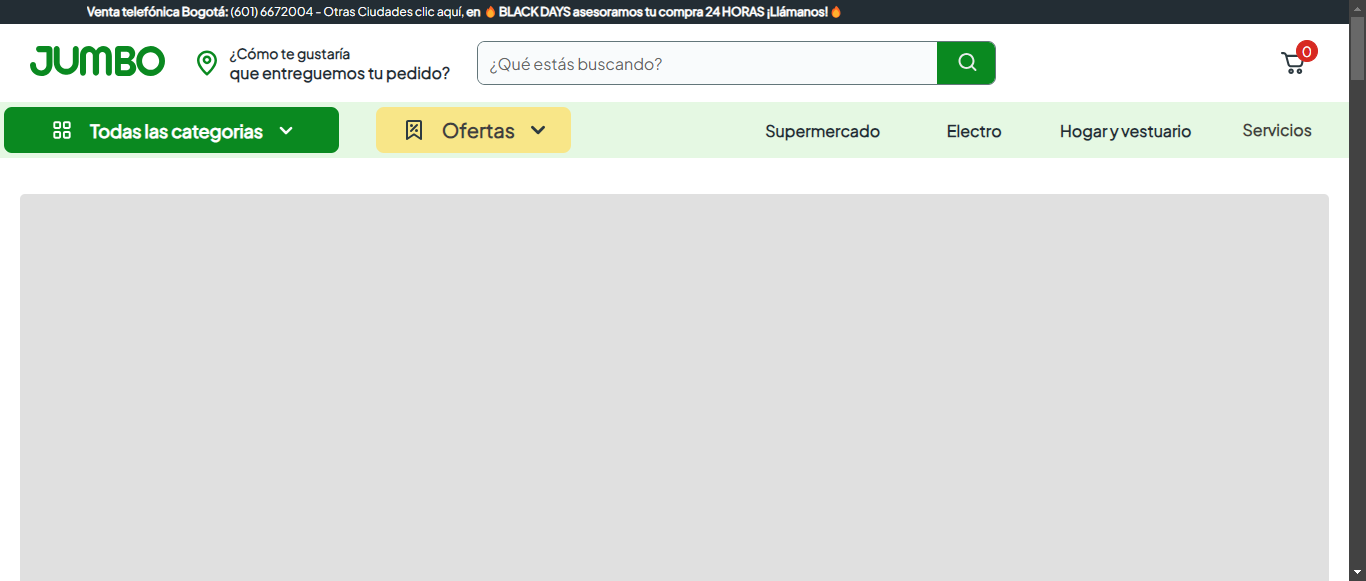 Venta telefónica Bogotá: (601) 6672004 - Otras Ciudades clic aquí, en 🔥 BLACK DAYS asesoramos tu compra 24 HORAS ¡Llámanos! 🔥
JUMBO
¿Cómo te gustaría
que entreguemos tu pedido?
¿Qué estás buscando?
0
Todas las categorias
Ofertas
Supermercado
Electro
Hogar y vestuario
Servicios